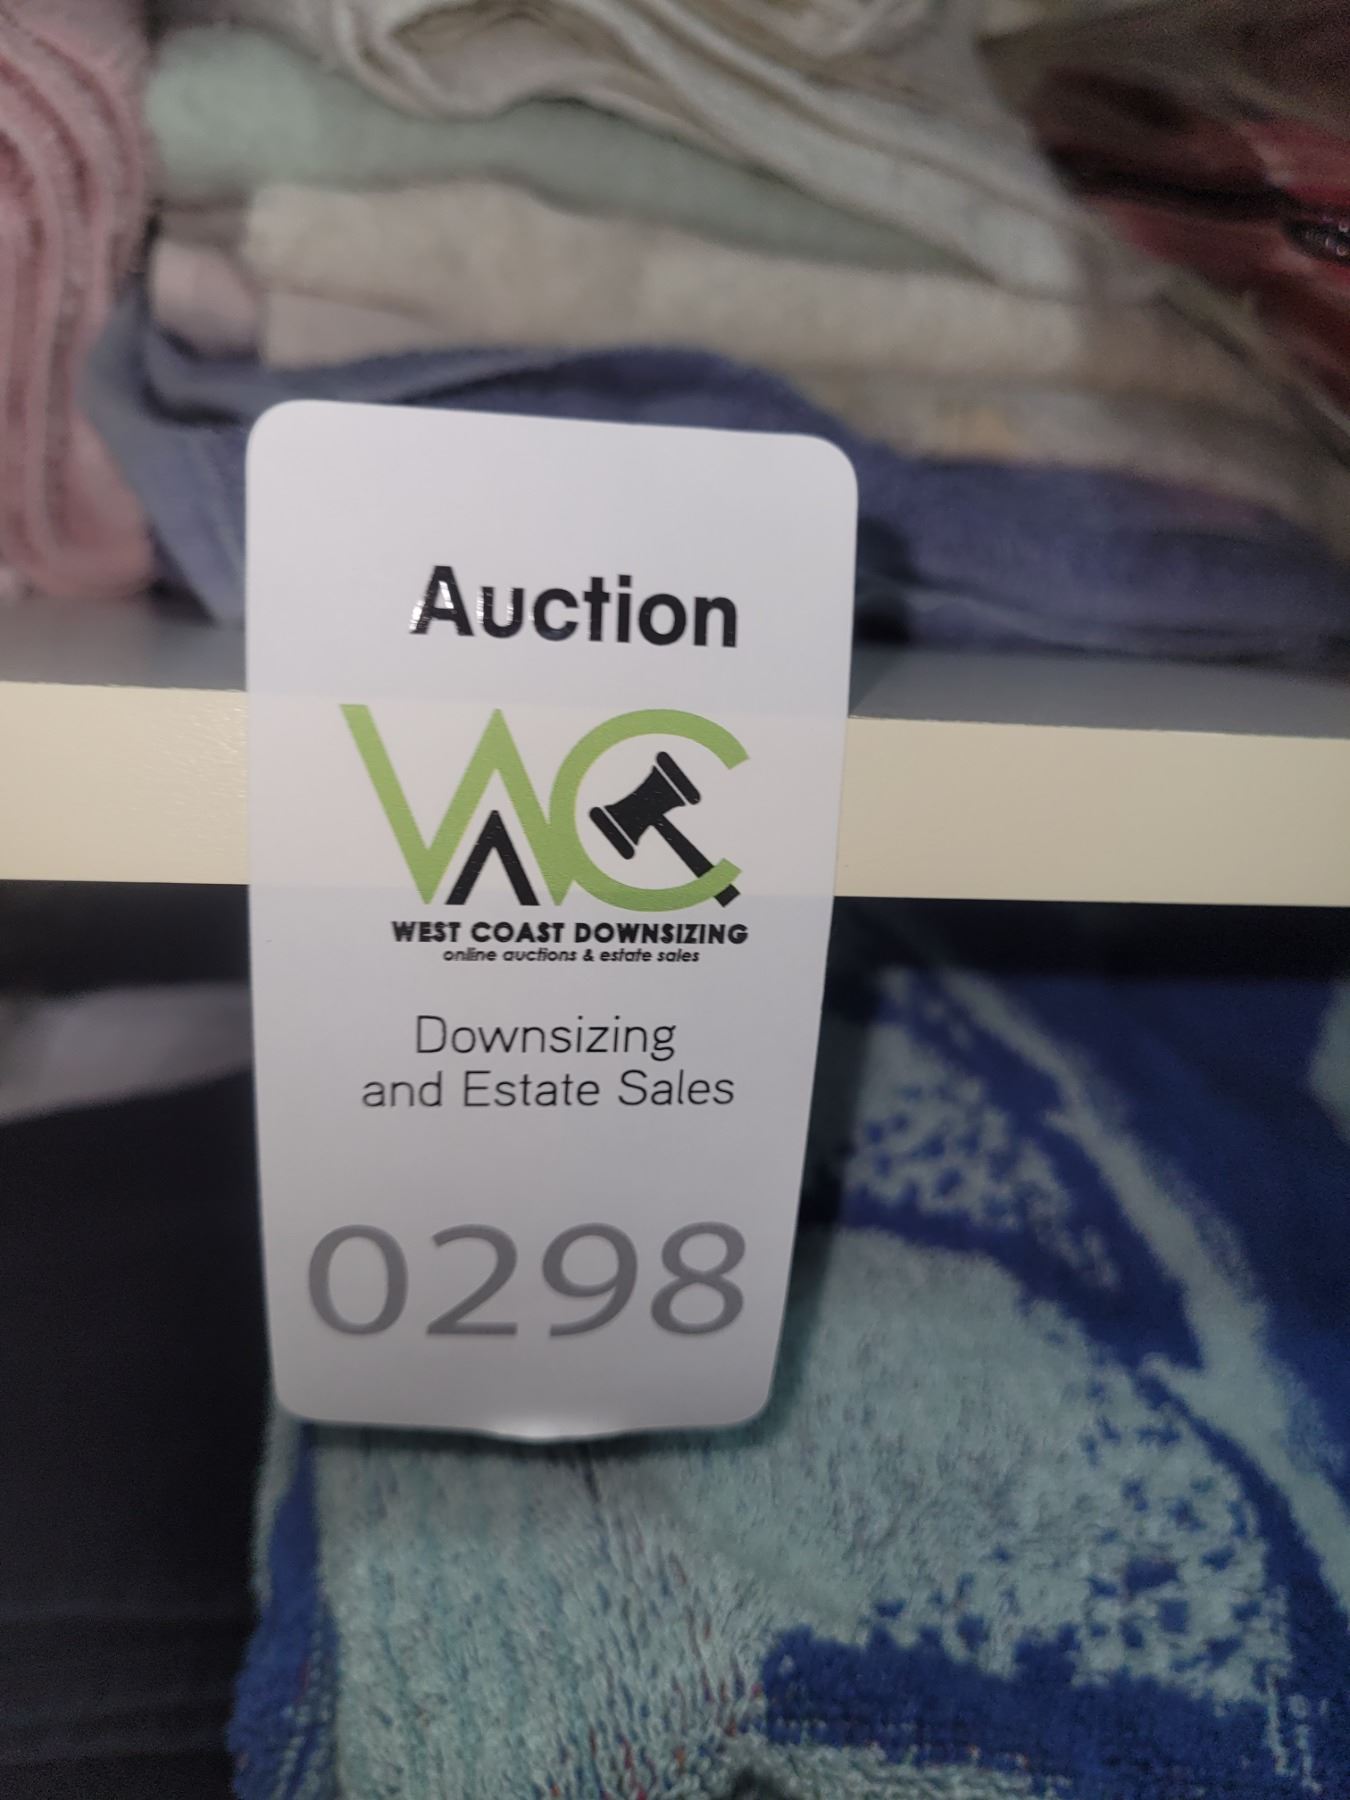 Auction
WC
WEST COAST DOWNSIZING
online auctions & estate sales
Downsizing
and Estate Sales
0298